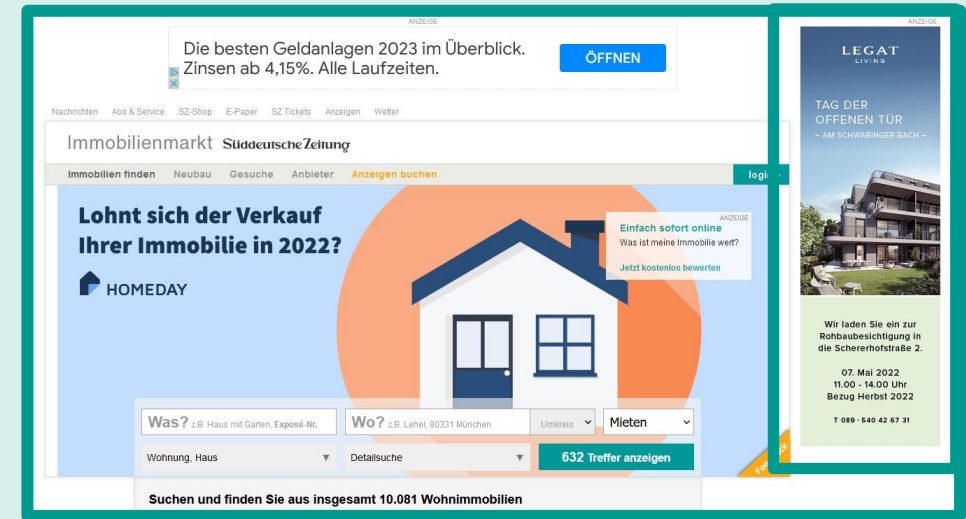 ANZEIGE
Die besten Geldanlagen 2023 im Überblick.
Zinsen ab 4,15%. Alle Laufzeiten.
ÖFFNEN
Nachrichten Abo & Service SZ-Shop E-Paper SZ Tickets Anzeigen Wetter
Immobilienmarkt Süddeutsche Zeitung
Immobilien finden Neubau Gesuche Anbieter Anzeigen buchen login
Lohnt sich der Verkauf
Ihrer Immobilie in 2022?
HOMEDAY
ANZEIGE
Einfach sofort online
Was ist meine Immobilie wert?
Jetzt kostenlos bewerten
Was? z.B. Haus mit Garten, Exposé-Nr. Wo? z.B. Lehel, 80331 München Umkreis Mieten
Wohnung, Haus Detailsuche 632 Treffer anzeigen
Suchen und finden Sie aus insgesamt 10.081 Wohnimmobilien
ANZEIGE
LEGAT
LIVING
TAG DER
OFFENEN TÜR
– AM SCHWABINGER BACH –
Wir laden Sie ein zur
Rohbaubesichtigung in
die Schererhofstraße 2.
07. Mai 2022
11.00 - 14.00 Uhr
Bezug Herbst 2022
T 089 - 540 42 67 31